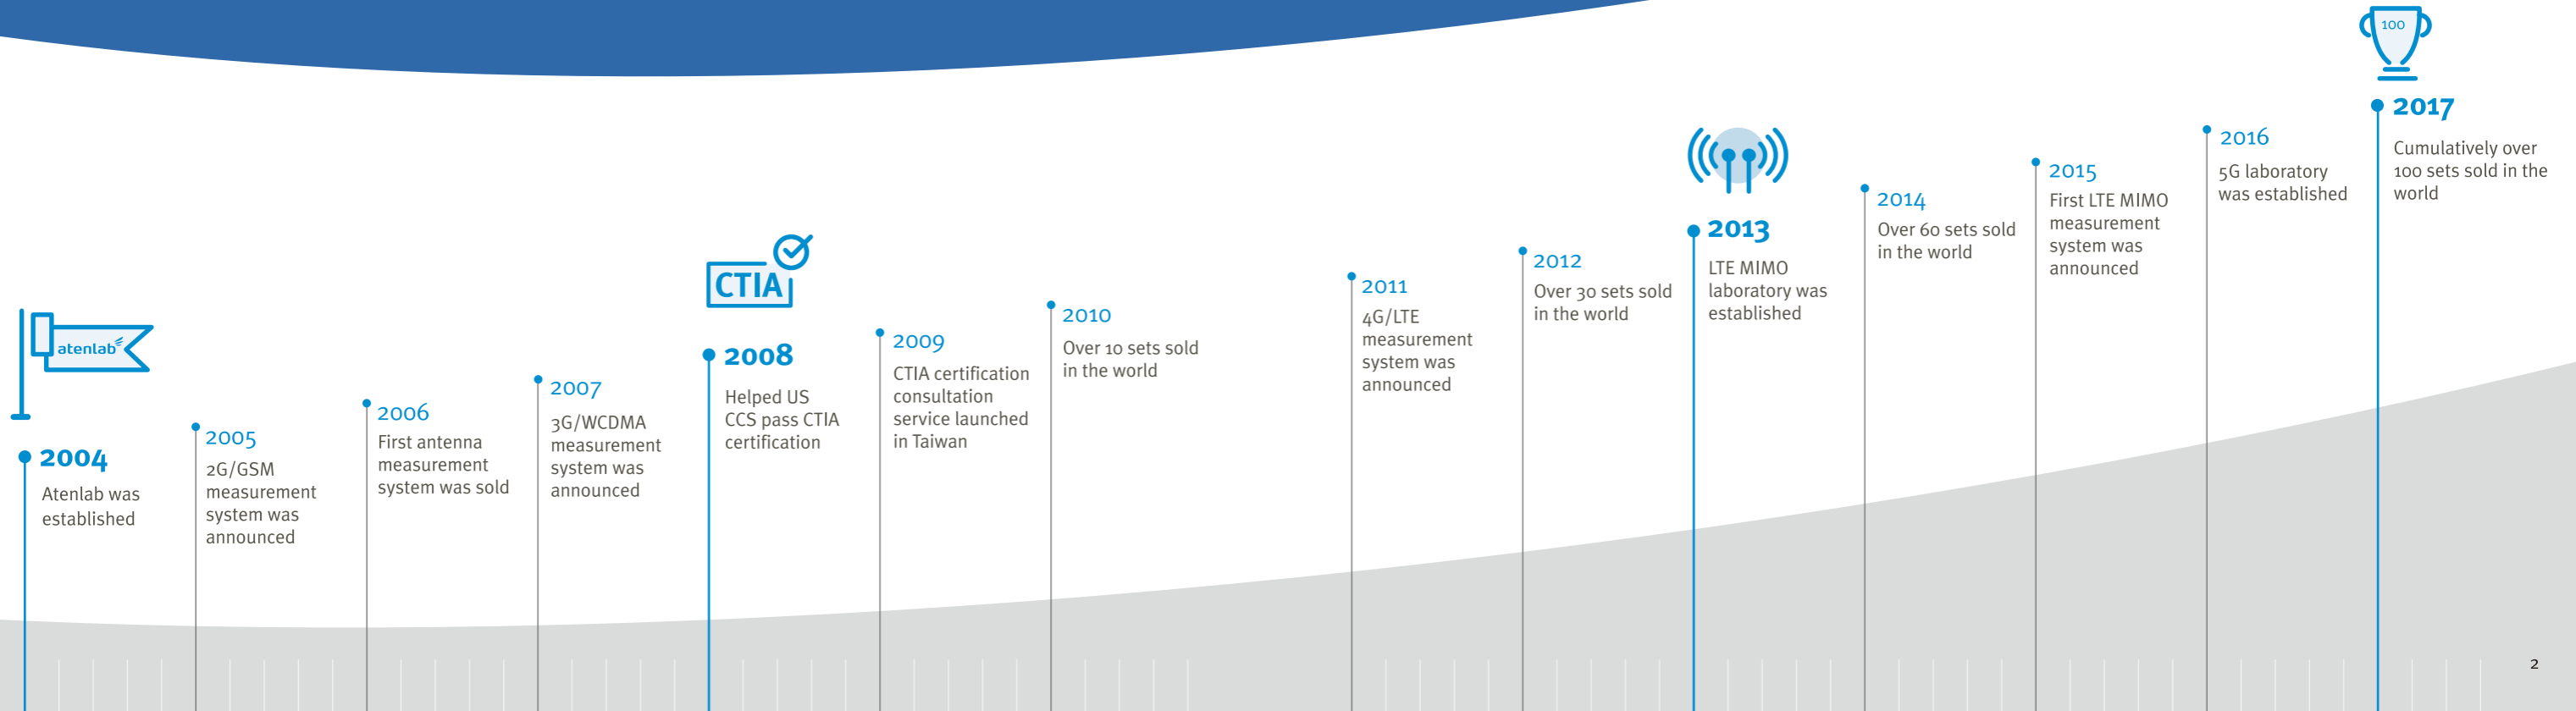 atenlab
2004
Atenlab was
established
2005
2G/GSM
measurement
system was
announced
2006
First antenna
measurement
system was sold
2007
3G/WCDMA
measurement
system was
announced
CTIA
2008
Helped US
CCS pass CTIA
certification
2009
CTIA certification
consultation
service launched
in Taiwan
2010
Over 10 sets sold
in the world
2011
4G/LTE
measurement
system was
announced
2012
Over 30 sets sold
in the world
2013
LTE MIMO
laboratory was
established
2014
Over 60 sets sold
in the world
2015
First LTE MIMO
measurement
system was
announced
2016
5G laboratory
was established
100
2017
Cumulatively over
100 sets sold in the
world
2